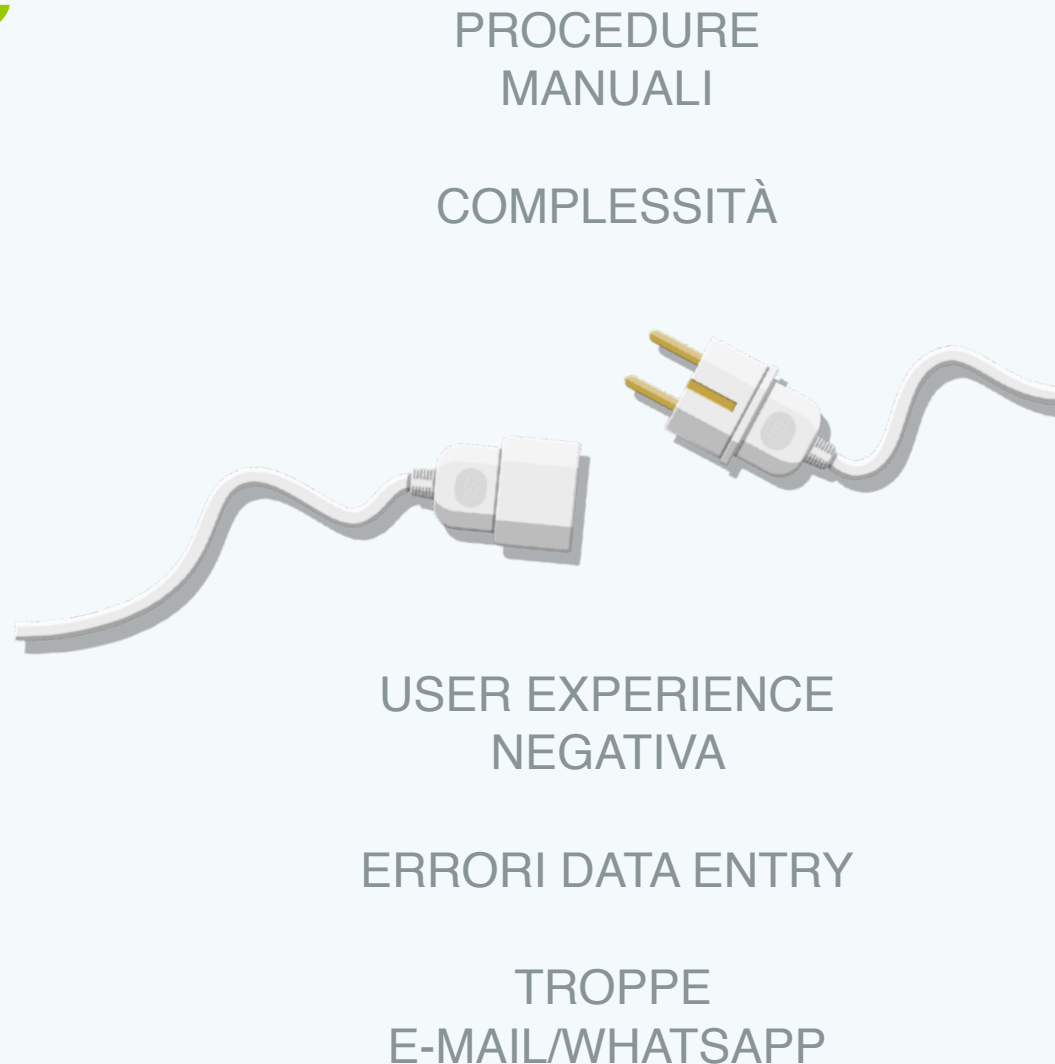 PROCEDURE
MANUALI
COMPLESSITÀ
USER EXPERIENCE
NEGATIVA
ERRORI DATA ENTRY
TROPPE
E-MAIL/WHATSAPP